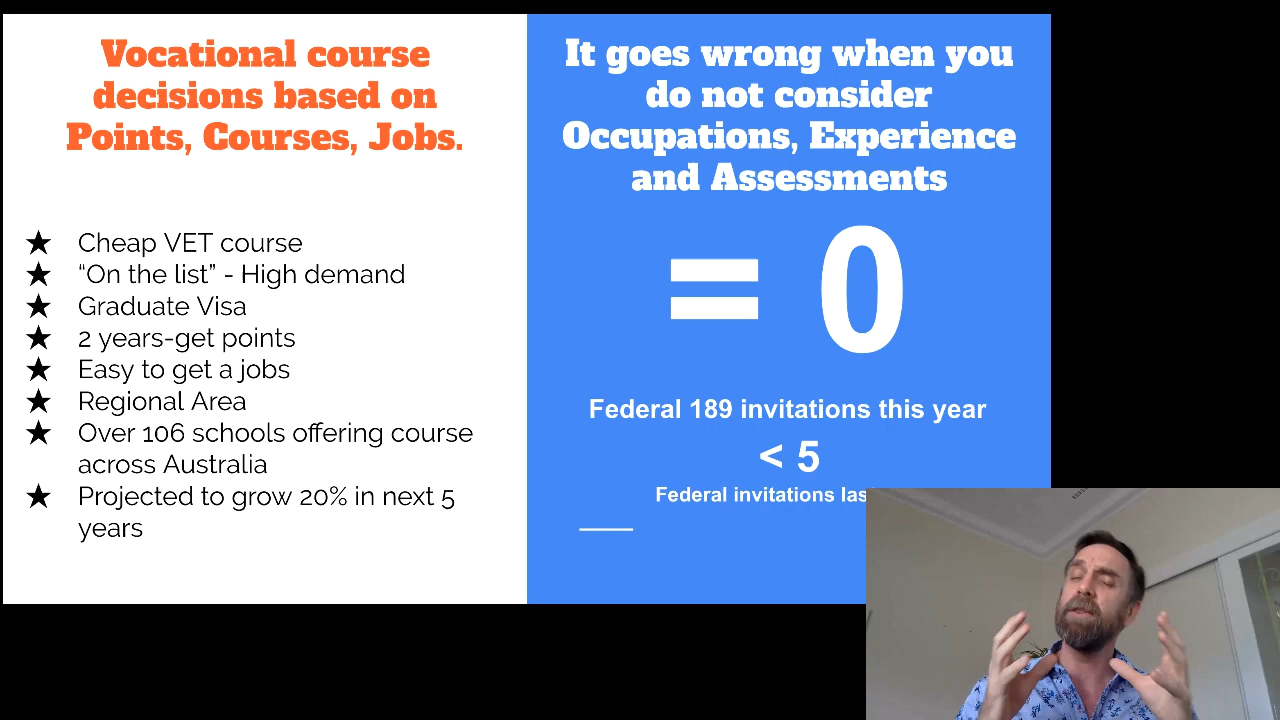 Vocational course
decisions based on
Points, Courses, Jobs.
★ Cheap VET course
★ “On the list” - High demand
★ Graduate Visa
★ 2 years-get points
★ Easy to get a jobs
★ Regional Area
★ Over 106 schools offering course
across Australia
★ Projected to grow 20% in next 5
years
It goes wrong when you
do not consider
Occupations, Experience
and Assessments
= 0
Federal 189 invitations this year
< 5
Federal invitations